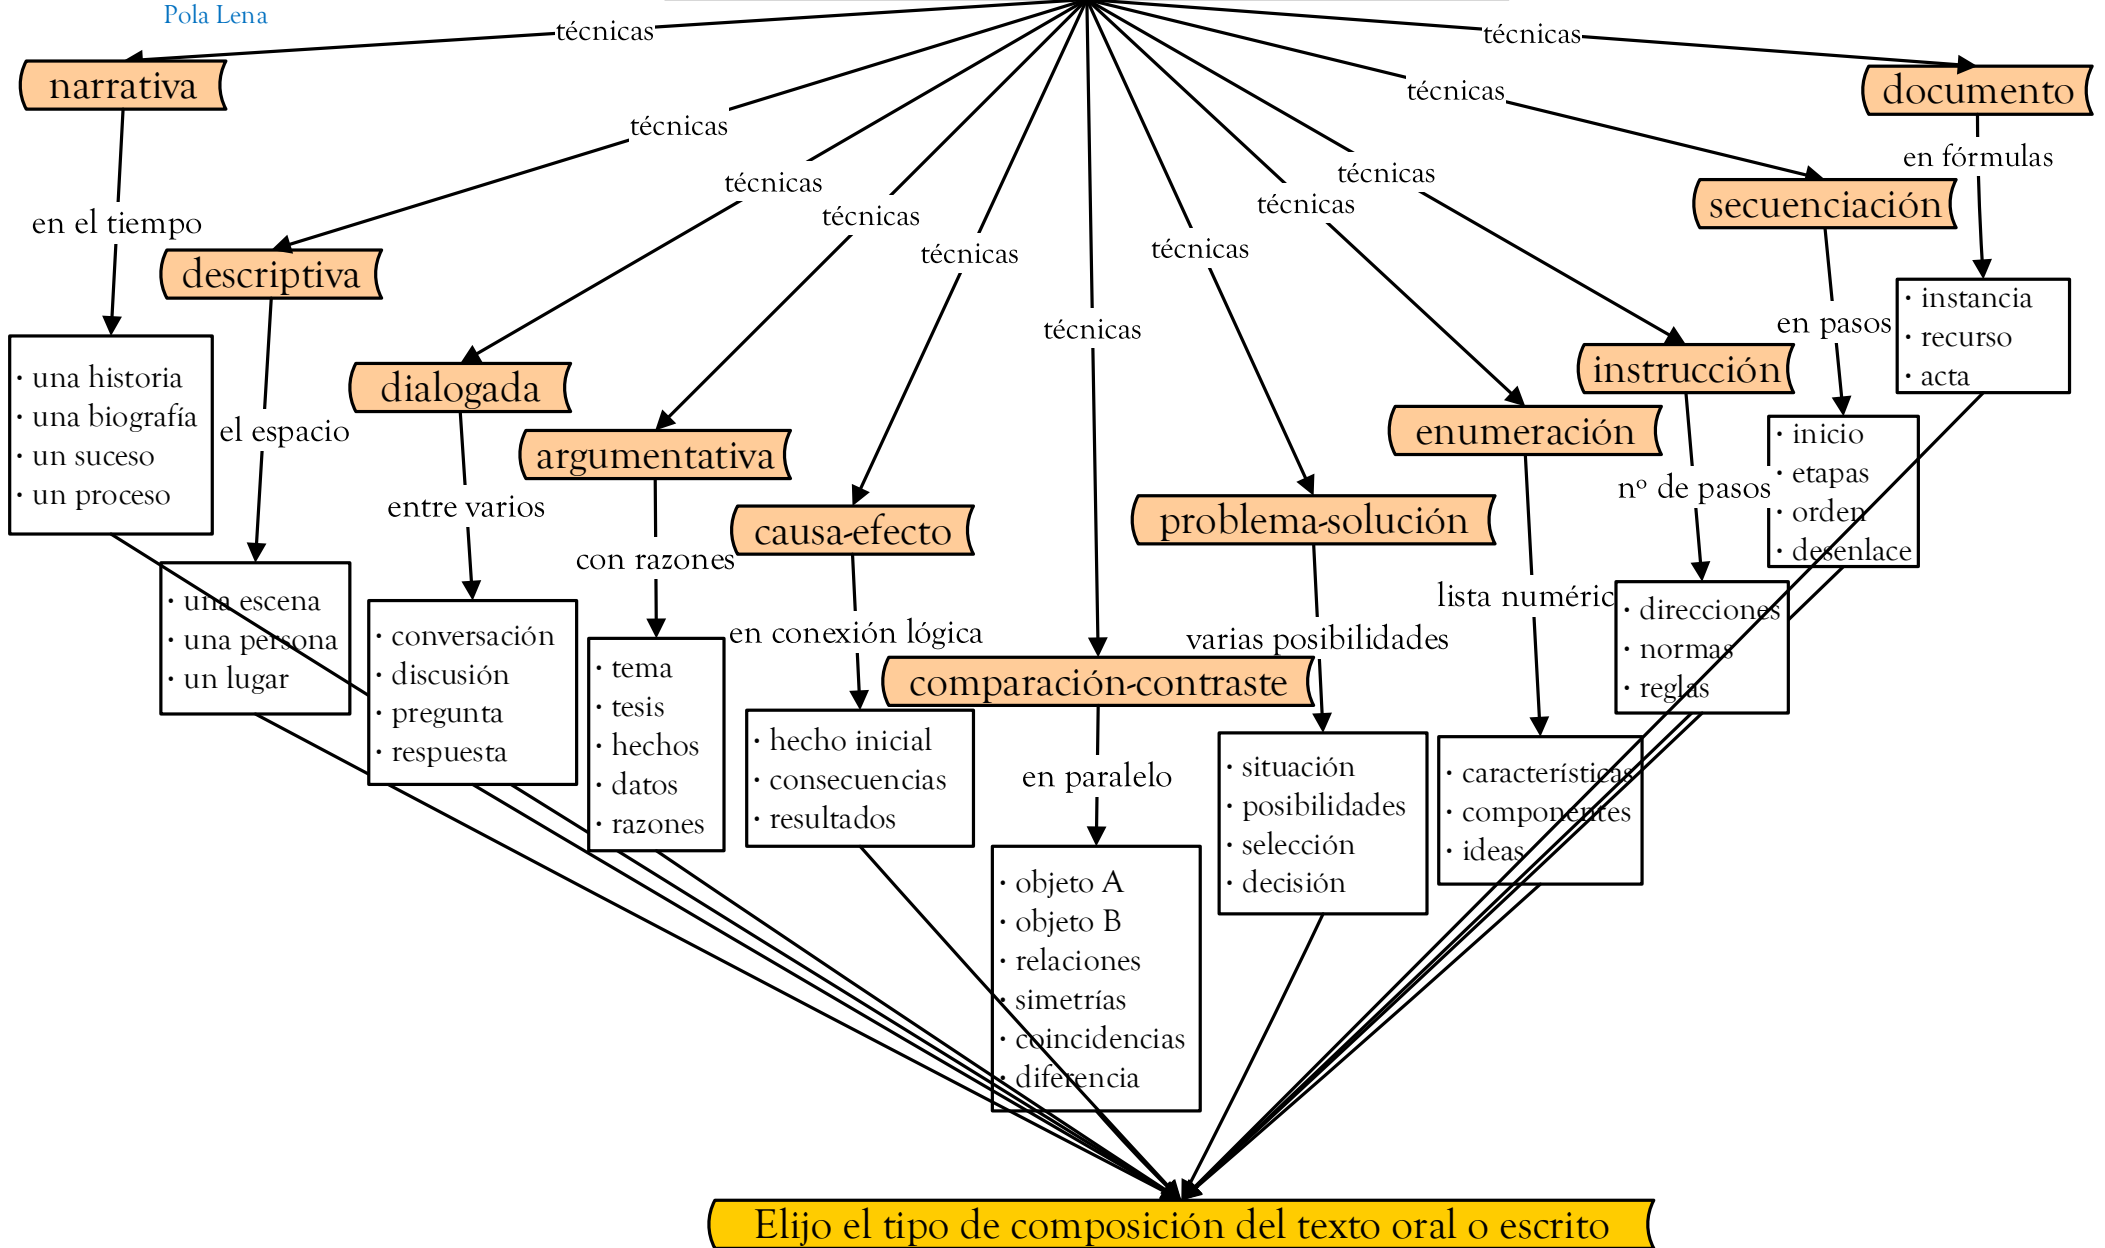 Pola Lena
técnicas
técnicas
técnicas
técnicas
técnicas
técnicas
técnicas
técnicas
técnicas
técnicas
técnicas
narrativa
en el tiempo
· una historia
· una biografía
· un suceso
· un proceso
descriptiva
el espacio
· una escena
· una persona
· un lugar
dialogada
entre varios
· conversación
· discusión
· pregunta
· respuesta
argumentativa
con razones
· tema
· tesis
· hechos
· datos
· razones
causa-efecto
en conexión lógica
· hecho inicial
· consecuencias
· resultados
comparación-contraste
en paralelo
· objeto A
· objeto B
· relaciones
· simetrías
· coincidencias
· diferencia
problema-solución
varias posibilidades
· situación
· posibilidades
· selección
· decisión
enumeración
lista numéric
· características
· componentes
· ideas
instrucción
nº de pasos
· direcciones
· normas
· reglas
secuenciación
en pasos
· inicio
· etapas
· orden
· desenlace
documento
en fórmulas
· instancia
· recurso
· acta
Elijo el tipo de composición del texto oral o escrito